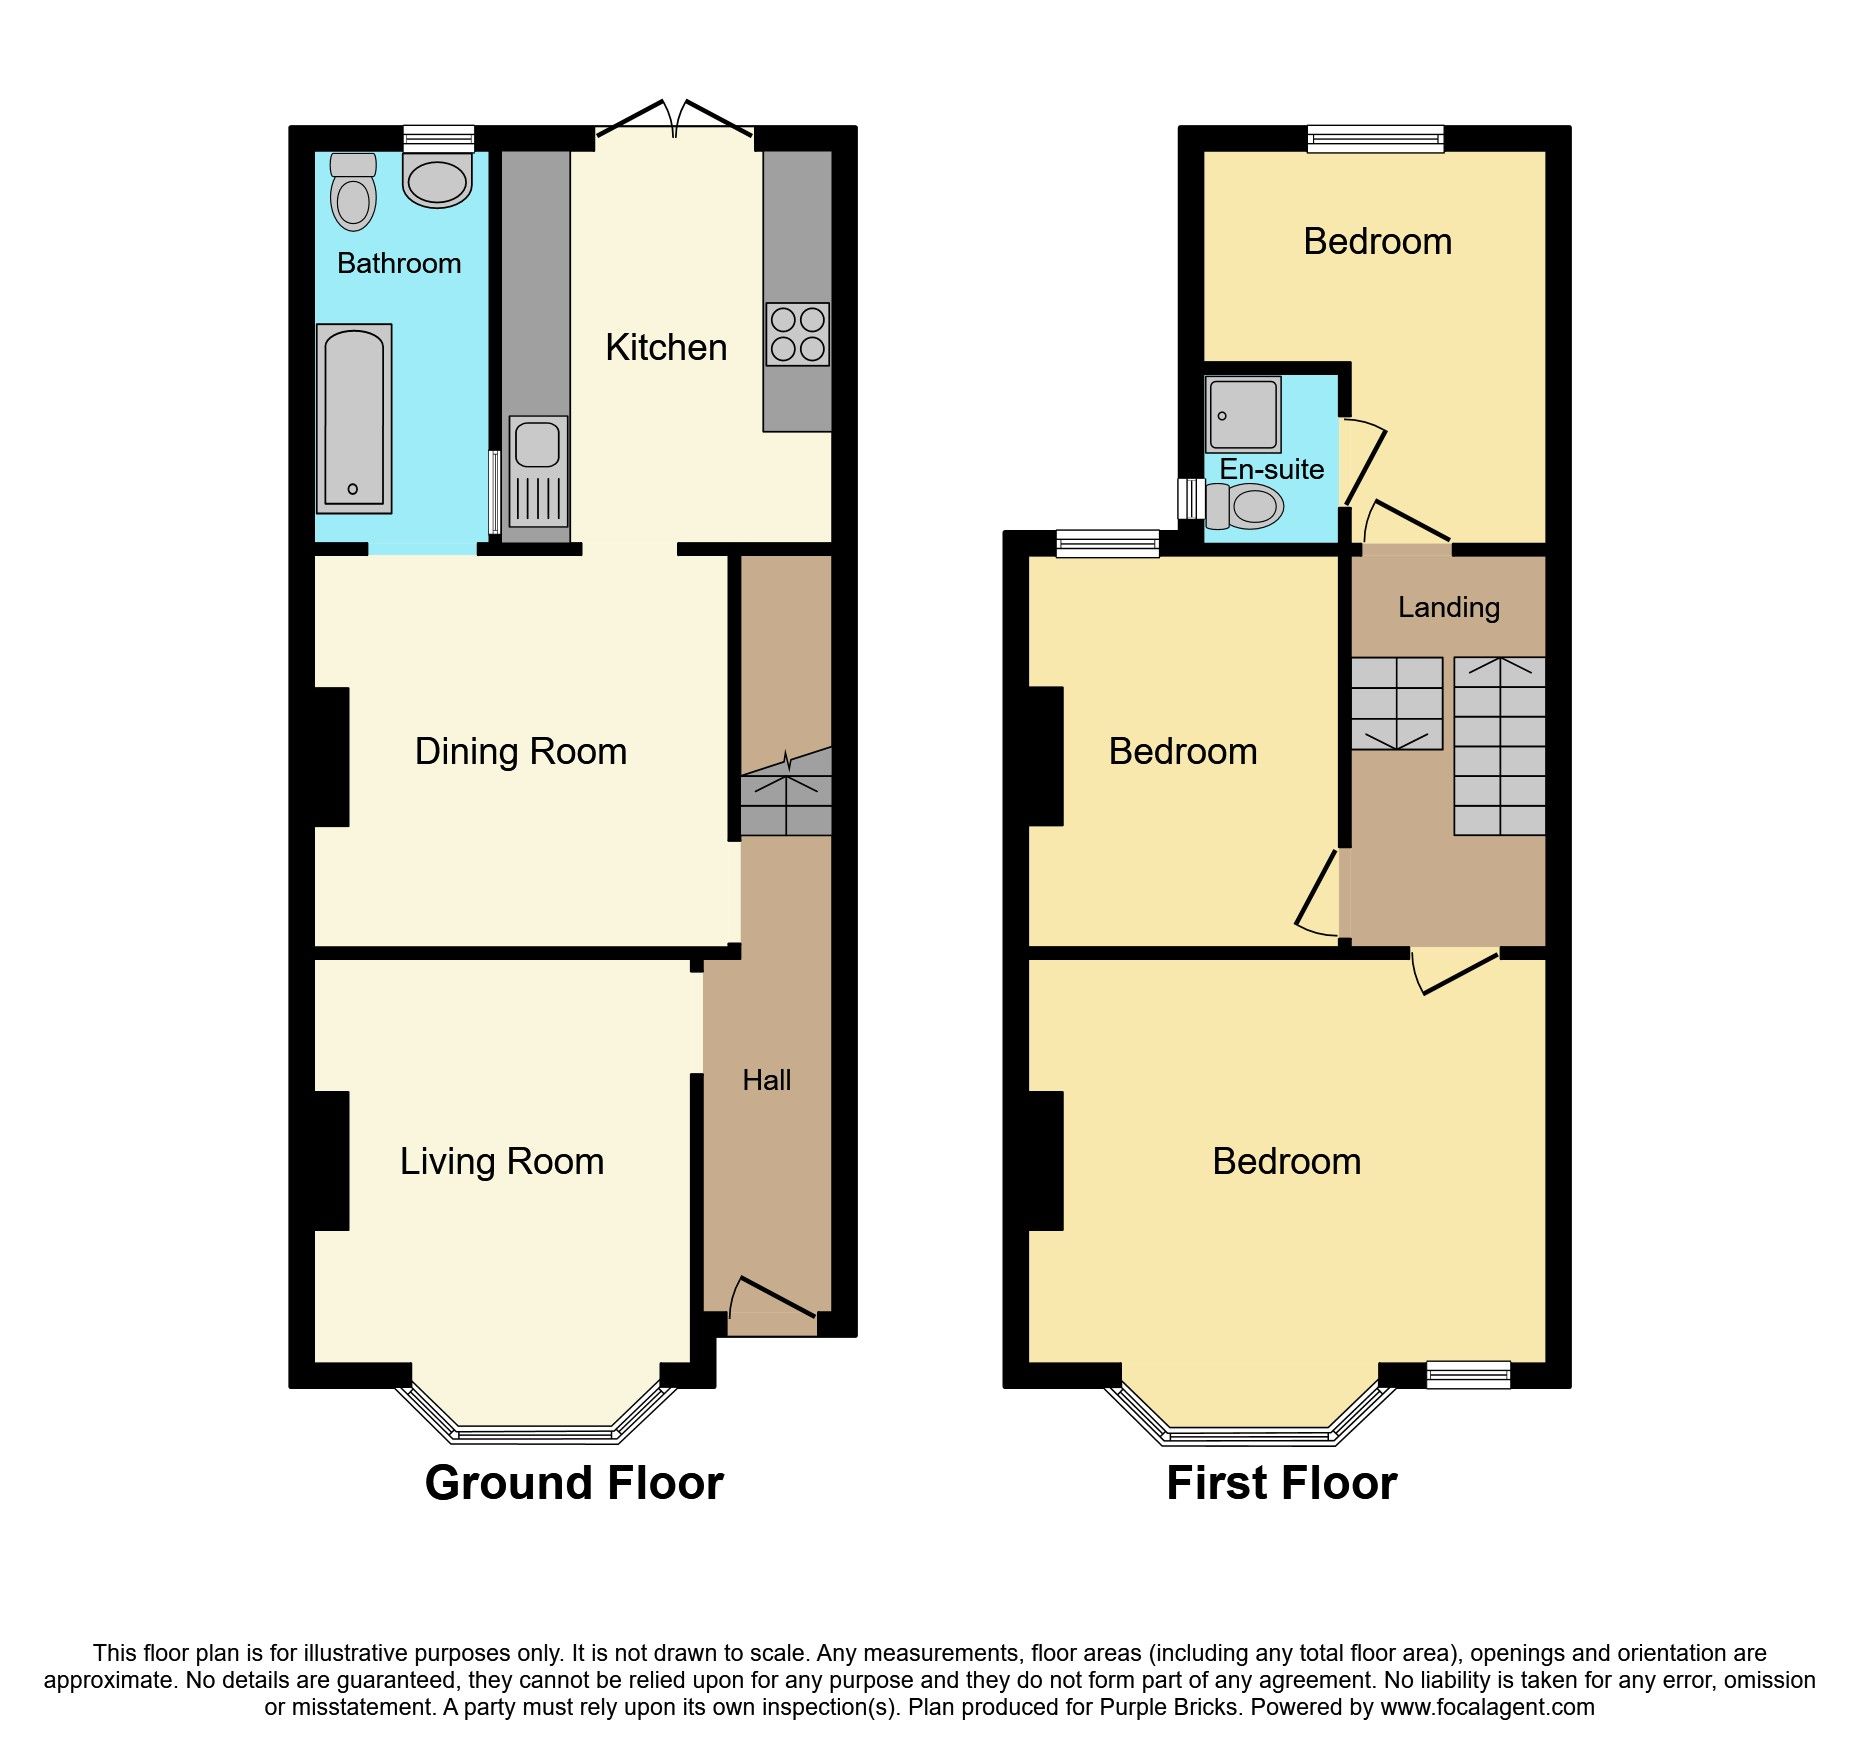 Bathroom
Kitchen
Dining Room
Living Room
Hall
Ground Floor
Bedroom
En-suite
Landing
Bedroom
Bedroom
First Floor
This floor plan is for illustrative purposes only. It is not drawn to scale. Any measurements, floor areas (including any total floor area), openings and orientation are
approximate. No details are guaranteed, they cannot be relied upon for any purpose and they do not form part of any agreement. No liability is taken for any error, omission
or misstatement. A party must rely upon its own inspection(s). Plan produced for Purple Bricks. Powered by www.focalagent.com